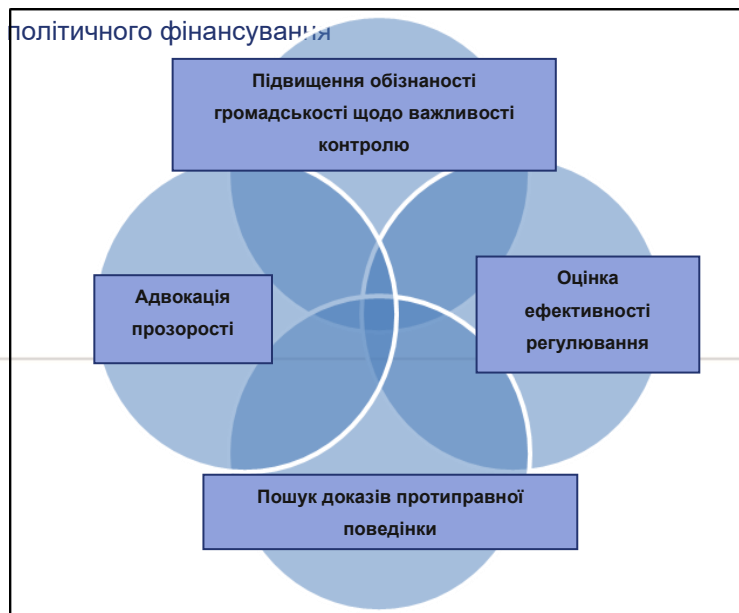 політичного фінансування
Підвищення обізнаності
громадськості щодо важливості
контролю
Адвокація
прозорості
Оцінка
ефективності
регулювання
Пошук доказів протиправної
поведінки